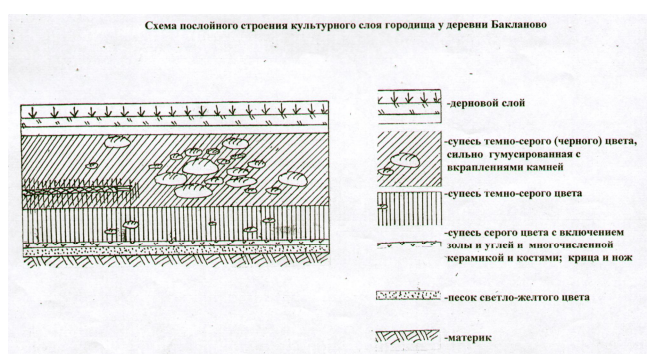 Схема послойного строения культурного слоя городища у деревни Бакланово
-дерновой слой
-супесь темно-серого (черного) цвета,
сильно гумусированная с
вкраплениями камней
-супесь темно-серого цвета
-супесь серого цвета с включением
золы и углей и многочисленной
керамикой и костями; крица и нож
-песок светло-желтого цвета
-материк